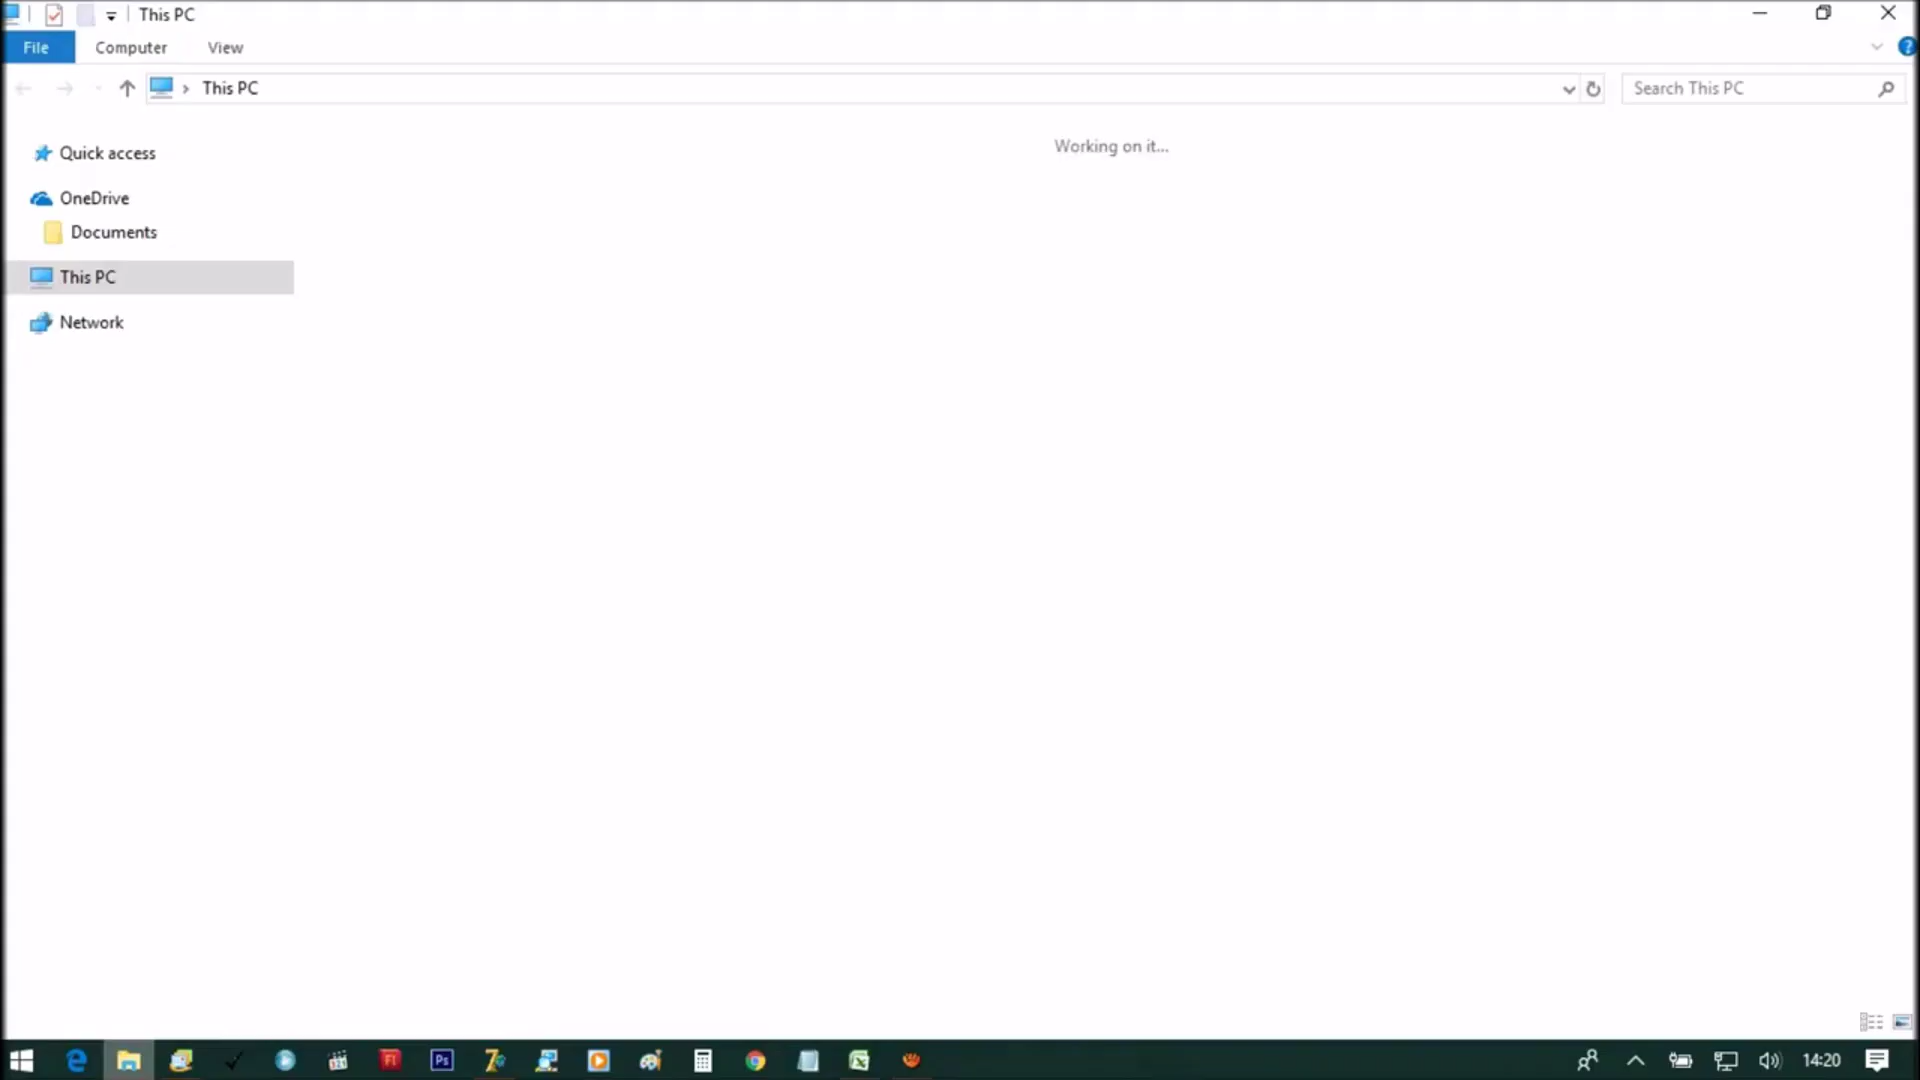 This PC
File Computer View
This PC
Search This PC
Working on it...
Quick access
OneDrive
Documents
This PC
Network
Ps
14:20